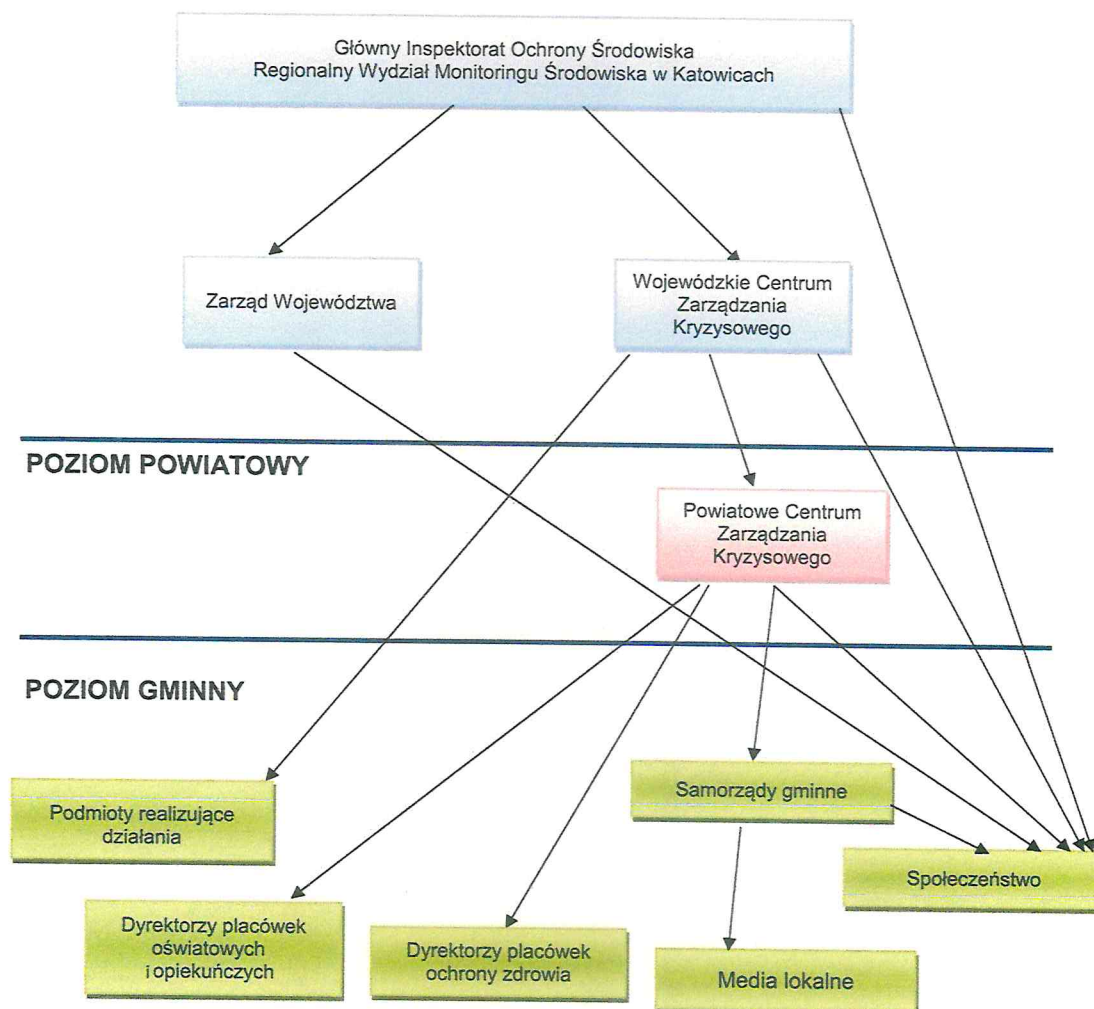 Główny Inspektorat Ochrony Środowiska
Regionalny Wydział Monitoringu Środowiska w Katowicach
Zarząd Województwa
Wojewódzkie Centrum
Zarządzania
Kryzysowego
POZIOM POWIATOWY
Powiatowe Centrum
Zarządzania
Kryzysowego
POZIOM GMINNY
Podmioty realizujące
działania
Samorządy gminne
Społeczeństwo
Dyrektorzy placówek
oświatowych
i opiekuńczych
Dyrektorzy placówek
ochrony zdrowia
Media lokalne